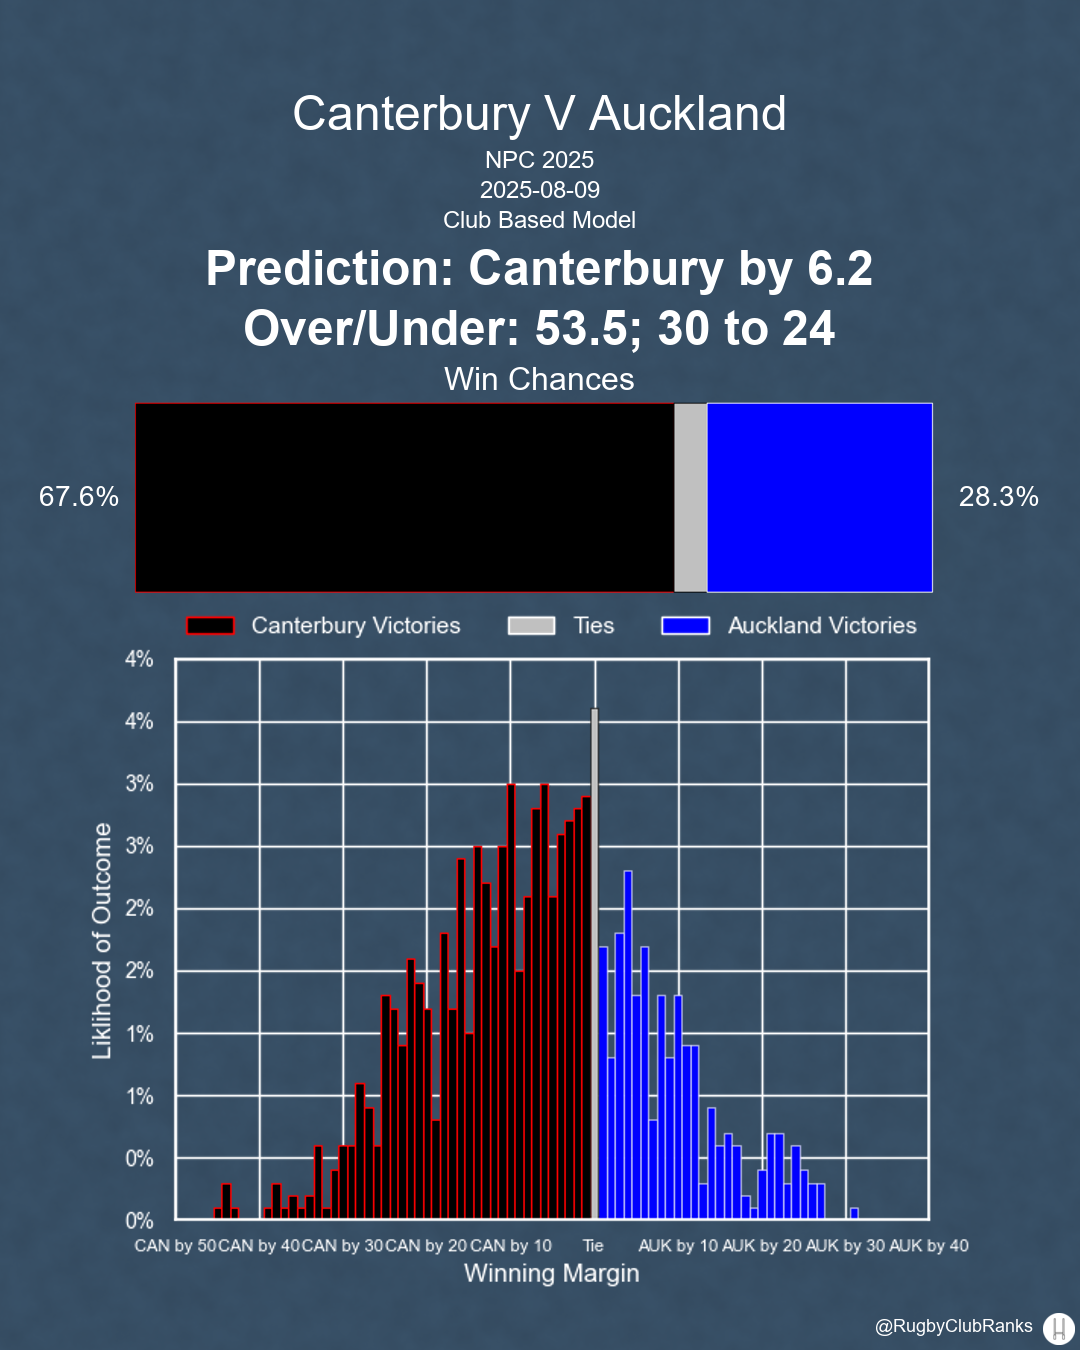 Canterbury V Auckland
NPC 2025
2025-08-09
Club Based Model
Prediction: Canterbury by 6.2
Over/Under: 53.5; 30 to 24
Win Chances
67.6%
28.3%
Canterbury Victories
Ties
Auckland Victories
4%
4%
3%
3%
2%
2%
1%
1%
0%
0%
Liklihood of Outcome
CAN by 50
CAN by 40
CAN by 30
CAN by 20
CAN by 10
Tie
AUK by 10
AUK by 20
AUK by 30
AUK by 40
Winning Margin
@RugbyClubRanks